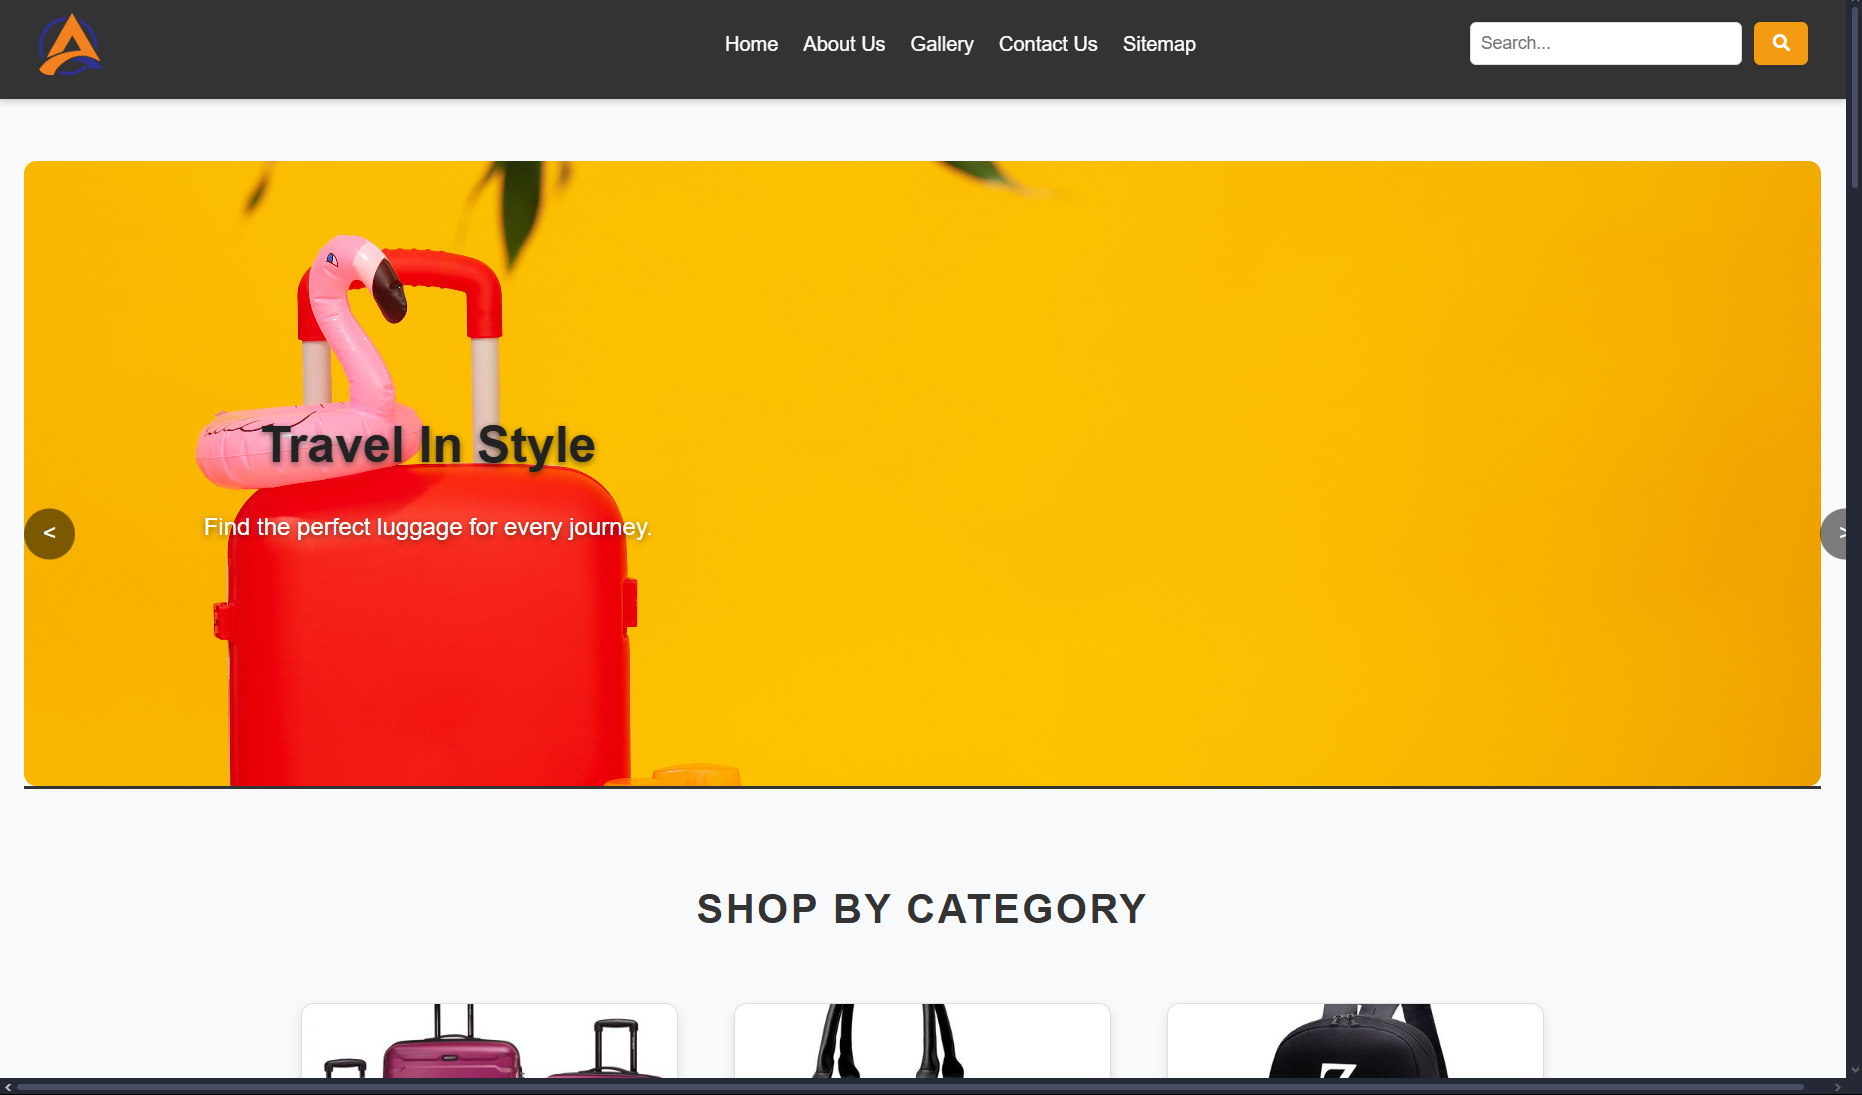 Home About Us Gallery Contact Us Sitemap
Search...
Travel In Style
Find the perfect luggage for every journey.
<
>
SHOP BY CATEGORY
Z